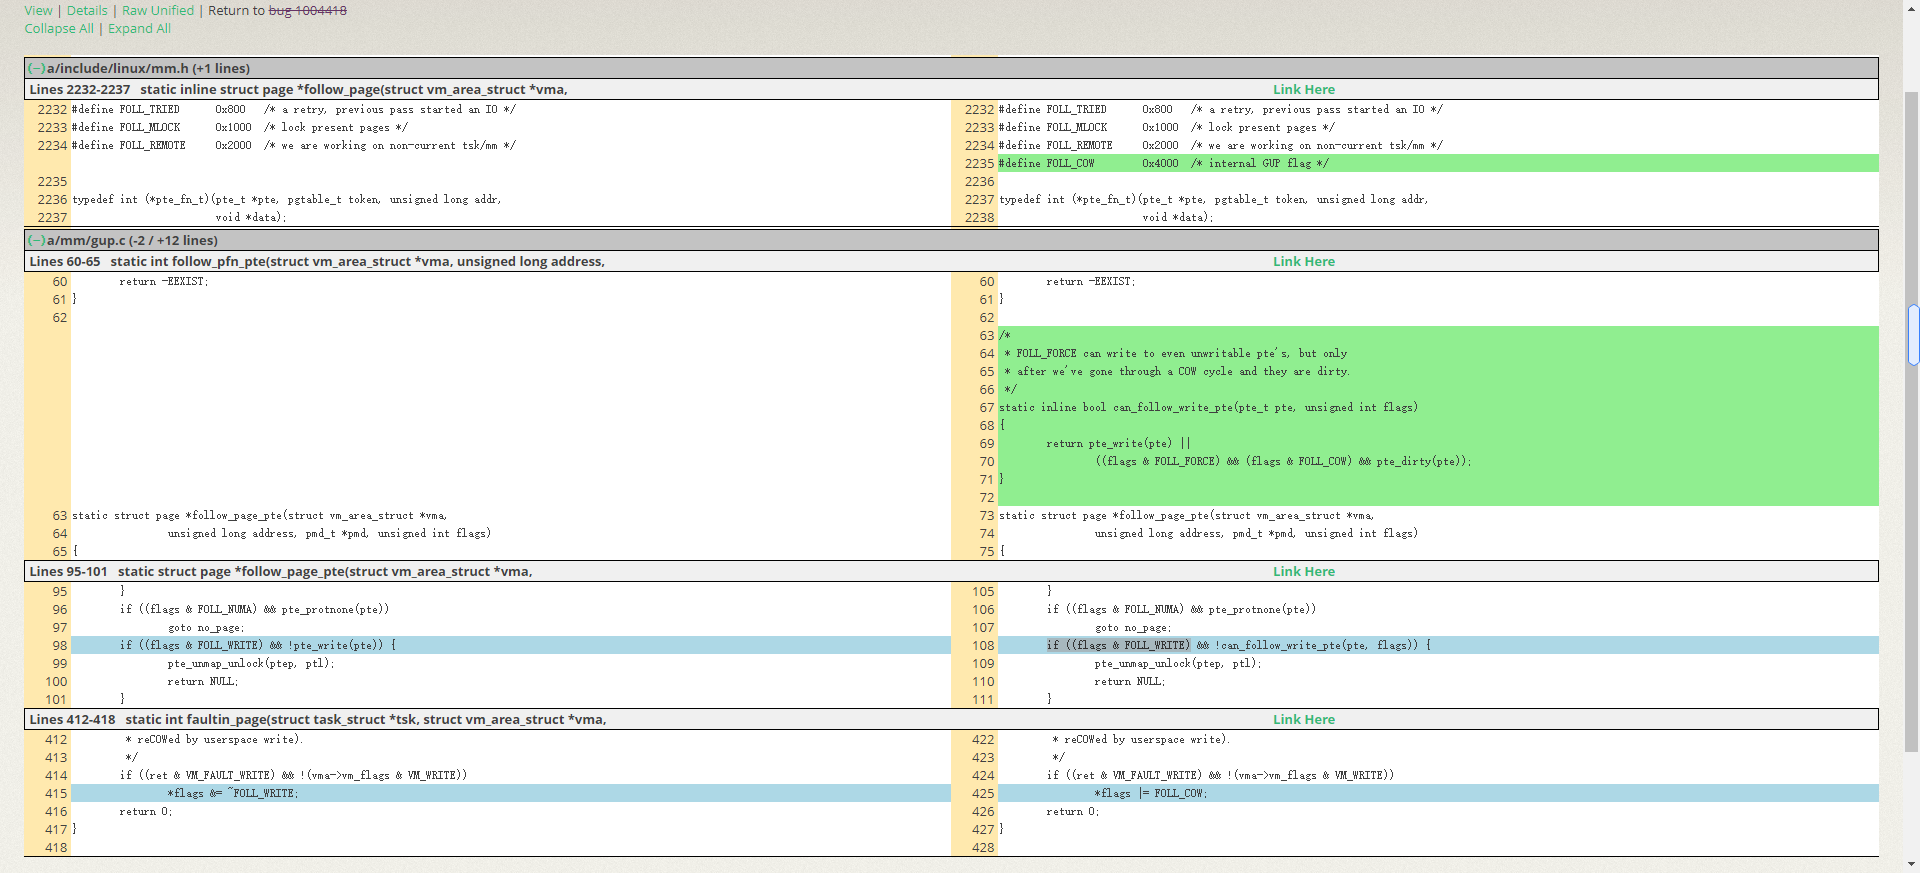 View | Details | Raw Unified | Return to bug 1004418
Collapse All | Expand All
(−)a/include/linux/mm.h (+1 lines)
Lines 2232-2237 static inline struct page *follow_page(struct vm_area_struct *vma, Link Here
2232 #define FOLL_TRIED 0x800 /* a retry, previous pass started an IO */ 2232 #define FOLL_TRIED 0x800 /* a retry, previous pass started an IO */
2233 #define FOLL_MLOCK 0x1000 /* lock present pages */ 2233 #define FOLL_MLOCK 0x1000 /* lock present pages */
2234 #define FOLL_REMOTE 0x2000 /* we are working on non-current tsk/mm */ 2234 #define FOLL_REMOTE 0x2000 /* we are working on non-current tsk/mm */
2235 #define FOLL_COW 0x4000 /* internal GUP flag */
2235 2236
2236 typedef int (*pte_fn_t)(pte_t *pte, pgtable_t token, unsigned long addr, 2237 typedef int (*pte_fn_t)(pte_t *pte, pgtable_t token, unsigned long addr,
2237 void *data); 2238 void *data);
(−)a/mm/gup.c (-2 / +12 lines)
Lines 60-65 static int follow_pfn_pte(struct vm_area_struct *vma, unsigned long address, Link Here
60 return -EEXIST; 60 return -EEXIST;
61 } 61 }
62 62
63 /*
64 * FOLL_FORCE can write to even unwritable pte's, but only
65 * after we've gone through a COW cycle and they are dirty.
66 */
67 static inline bool can_follow_write_pte(pte_t pte, unsigned int flags)
68 {
69 return pte_write(pte) ||
70 ((flags & FOLL_FORCE) && (flags & FOLL_COW) && pte_dirty(pte));
71 }
72
63 static struct page *follow_page_pte(struct vm_area_struct *vma, 73 static struct page *follow_page_pte(struct vm_area_struct *vma,
64 unsigned long address, pmd_t *pmd, unsigned int flags) 74 unsigned long address, pmd_t *pmd, unsigned int flags)
65 { 75 {
Lines 95-101 static struct page *follow_page_pte(struct vm_area_struct *vma, Link Here
95 } 105 }
96 if ((flags & FOLL_NUMA) && pte_protnone(pte)) 106 if ((flags & FOLL_NUMA) && pte_protnone(pte))
97 goto no_page; 107 goto no_page;
98 if ((flags & FOLL_WRITE) && !pte_write(pte)) { 108 if ((flags & FOLL_WRITE) && !can_follow_write_pte(pte, flags)) {
99 pte_unmap_unlock(ptep, ptl); 109 pte_unmap_unlock(ptep, ptl);
100 return NULL; 110 return NULL;
101 } 111 }
Lines 412-418 static int faultin_page(struct task_struct *tsk, struct vm_area_struct *vma, Link Here
412 * reCOWed by userspace write). 422 * reCOWed by userspace write).
413 */ 423 */
414 if ((ret & VM_FAULT_WRITE) && !(vma->vm_flags & VM_WRITE)) 424 if ((ret & VM_FAULT_WRITE) && !(vma->vm_flags & VM_WRITE))
415 *flags &= ~FOLL_WRITE; 425 *flags |= FOLL_COW;
416 return 0; 426 return 0;
417 } 427 }
418 428